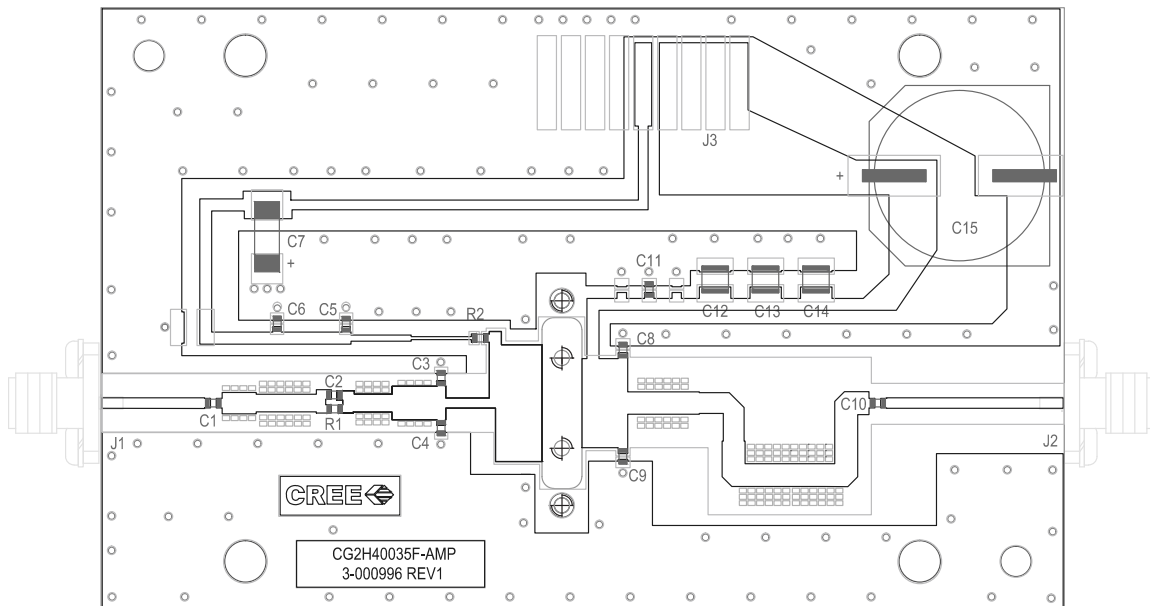 J3
+
C15
C7
+
C11
C6
C5
C12
C13
C14
R2
C8
C3
C2
C1
R1
C10
J1
C4
J2
C9
CREE
CG2H40035F-AMP
3-000996 REV1